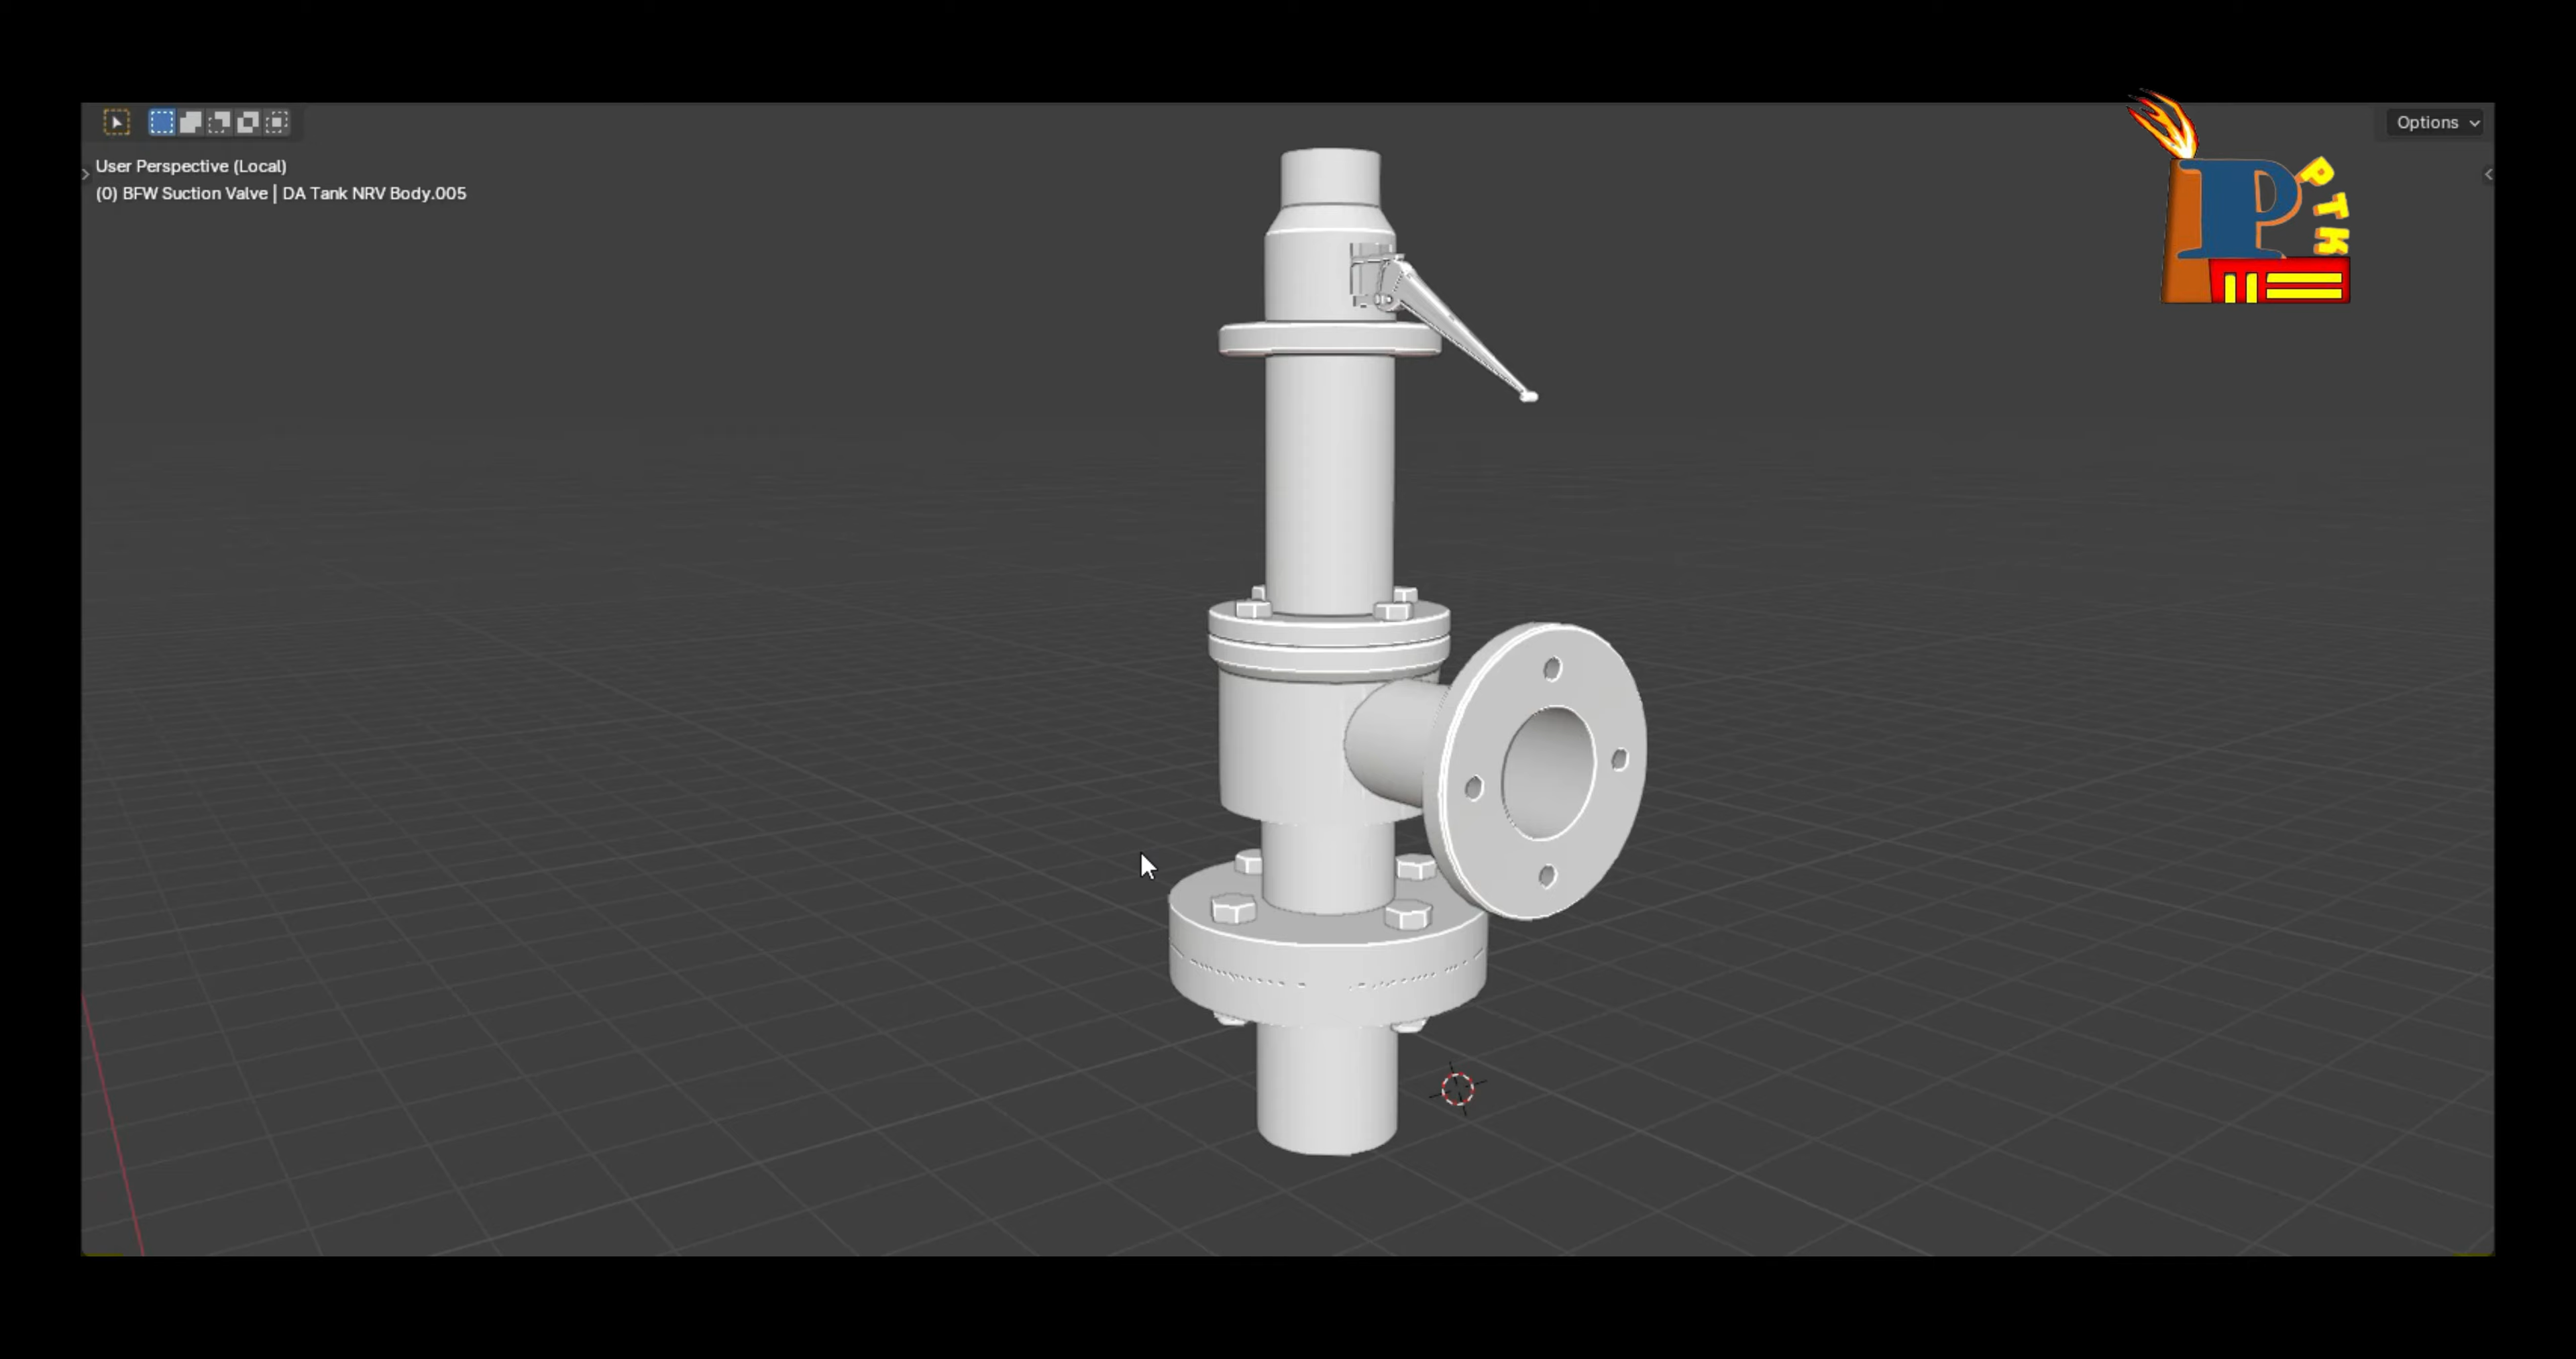 Options
User Perspective (Local)
(0) BFW Suction Valve | DA Tank NRV Body.005
P
PTK